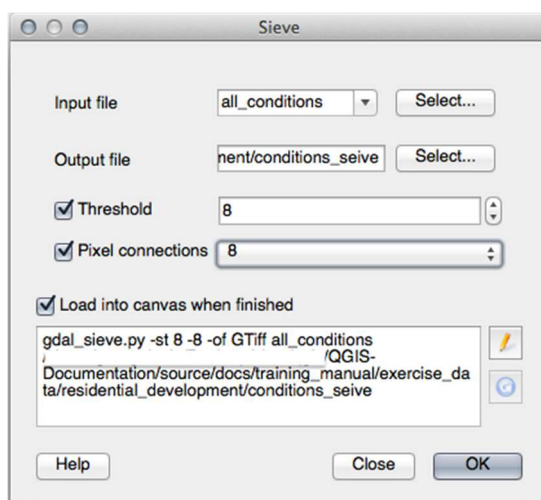 Sieve
Input file all_conditions Select...
Output file nent/conditions_seive Select...
Threshold 8
Pixel connections 8
Load into canvas when finished
gdal_sieve.py -st 8 -8 -of GTiff all_conditions
/QGIS-
Documentation/source/docs/training_manual/exercise_da
ta/residential_development/conditions_seive
Help Close OK